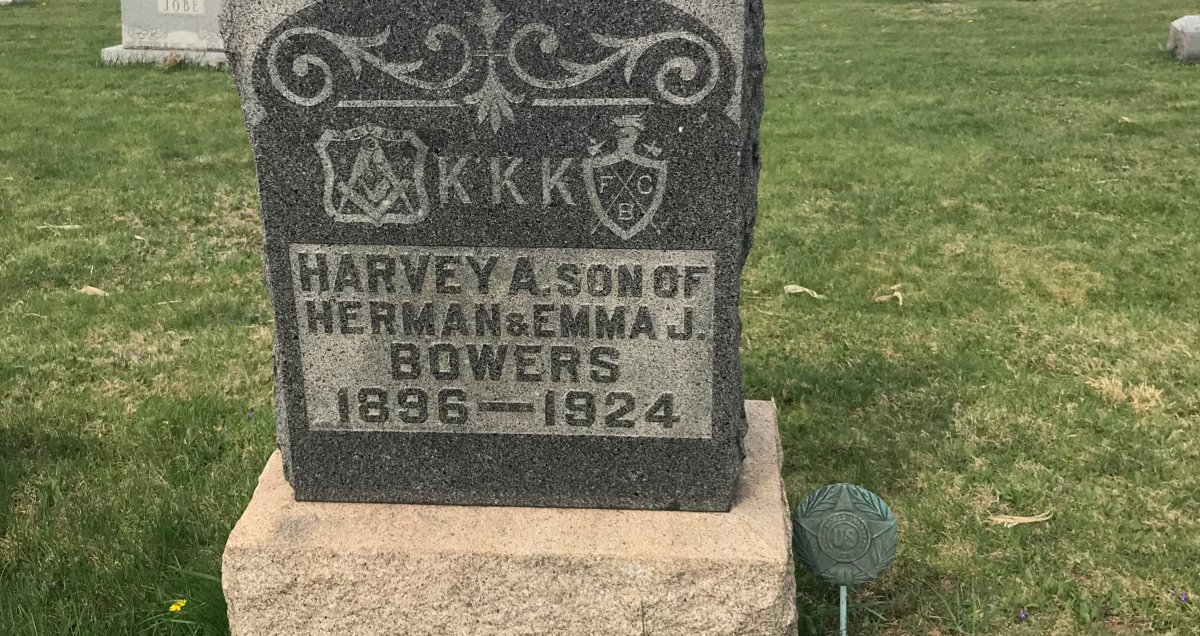 JOBE
G
KKK
F C
B
HARVEY A. SON OF
HERMAN & EMMA J.
BOWERS
1896—1924
US